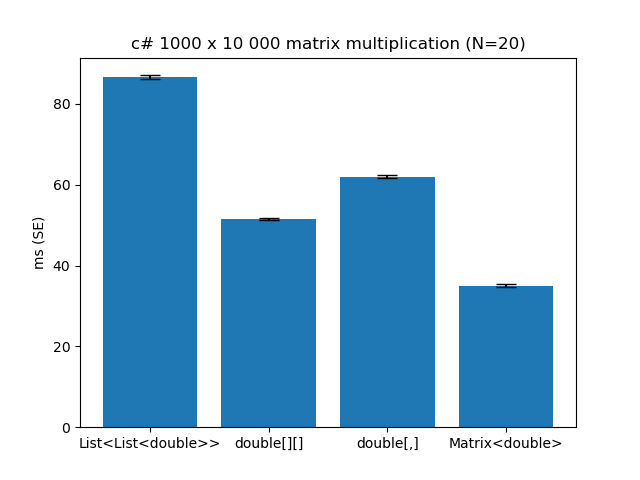 c# 1000 x 10 000 matrix multiplication (N=20)
ms (SE)
80
60
40
20
0
List<List<double>> double[][] double[,] Matrix<double>